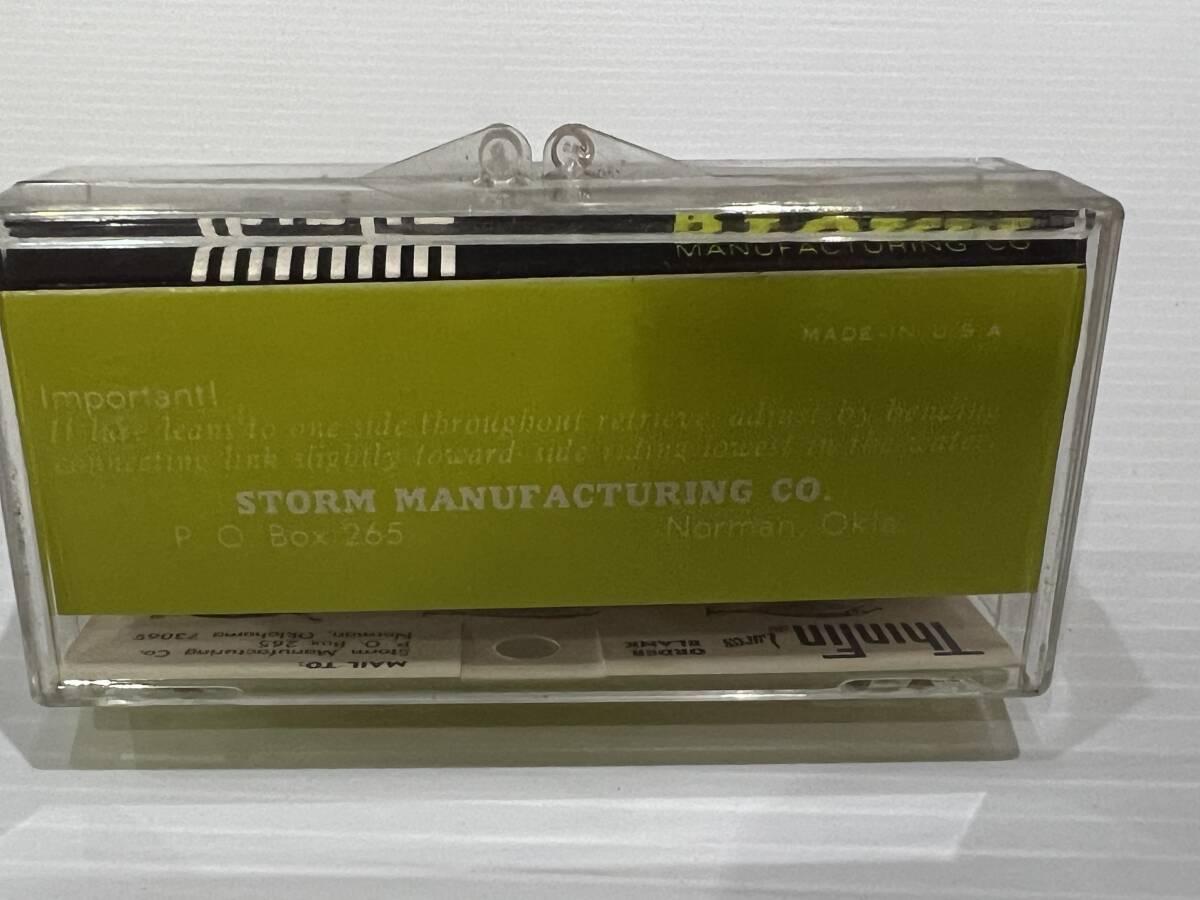 MANUFACTURING CO
MADE-IN U.S.A
Important!
If lure leans to one side throughout retrieve, adjust by bending
connecting link slightly toward side riding lowest in the water.
STORM MANUFACTURING CO.
P O Box 265 Norman, Okla
Thinfin Lures
ORDER
BLANK
MAIL TO:
Storm Manufacturing Co.
P. O. Box 265
Norman, Oklahoma 73069